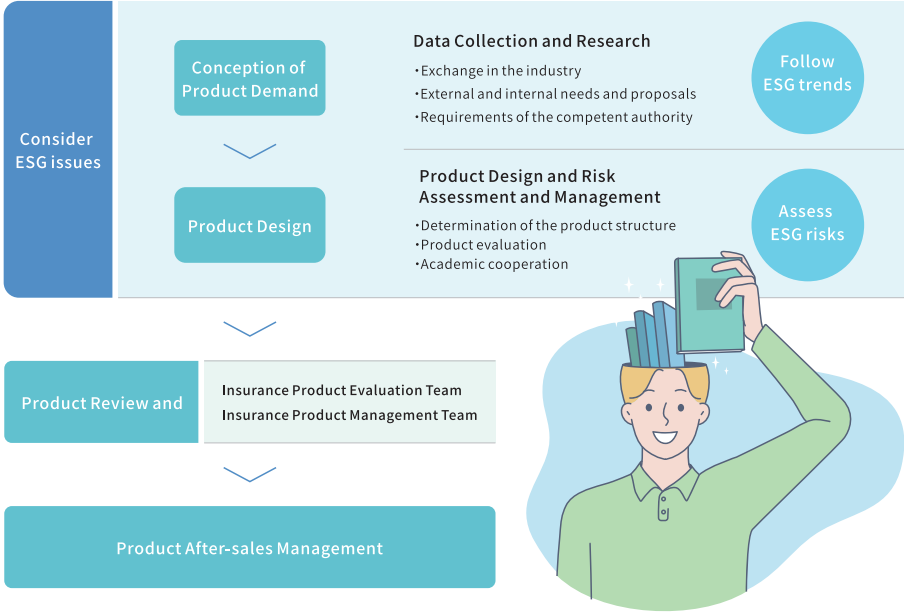 Consider
ESG issues
Conception of
Product Demand
Data Collection and Research
・Exchange in the industry
・External and internal needs and proposals
・Requirements of the competent authority
Follow
ESG trends
Product Design
Product Design and Risk
Assessment and Management
・Determination of the product structure
・Product evaluation
・Academic cooperation
Assess
ESG risks
Product Review and
Insurance Product Evaluation Team
Insurance Product Management Team
Product After-sales Management